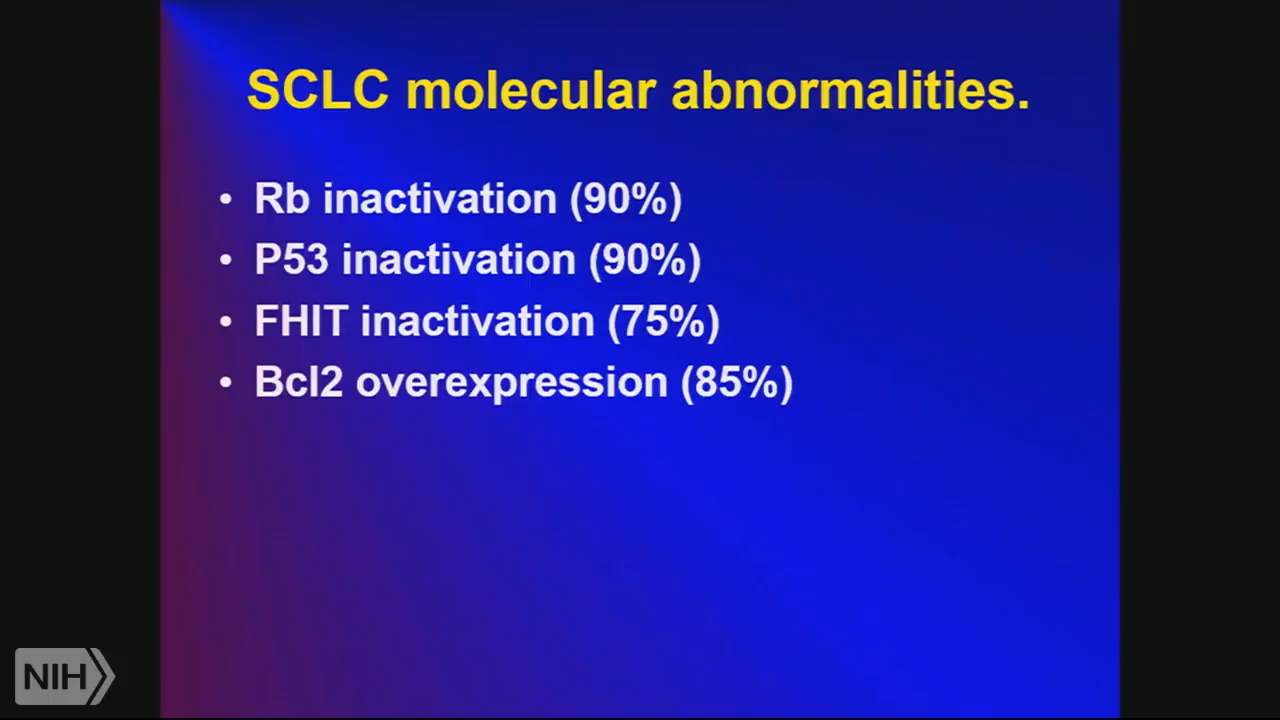 SCLC molecular abnormalities.
• Rb inactivation (90%)
• P53 inactivation (90%)
• FHIT inactivation (75%)
• Bcl2 overexpression (85%)
NIH